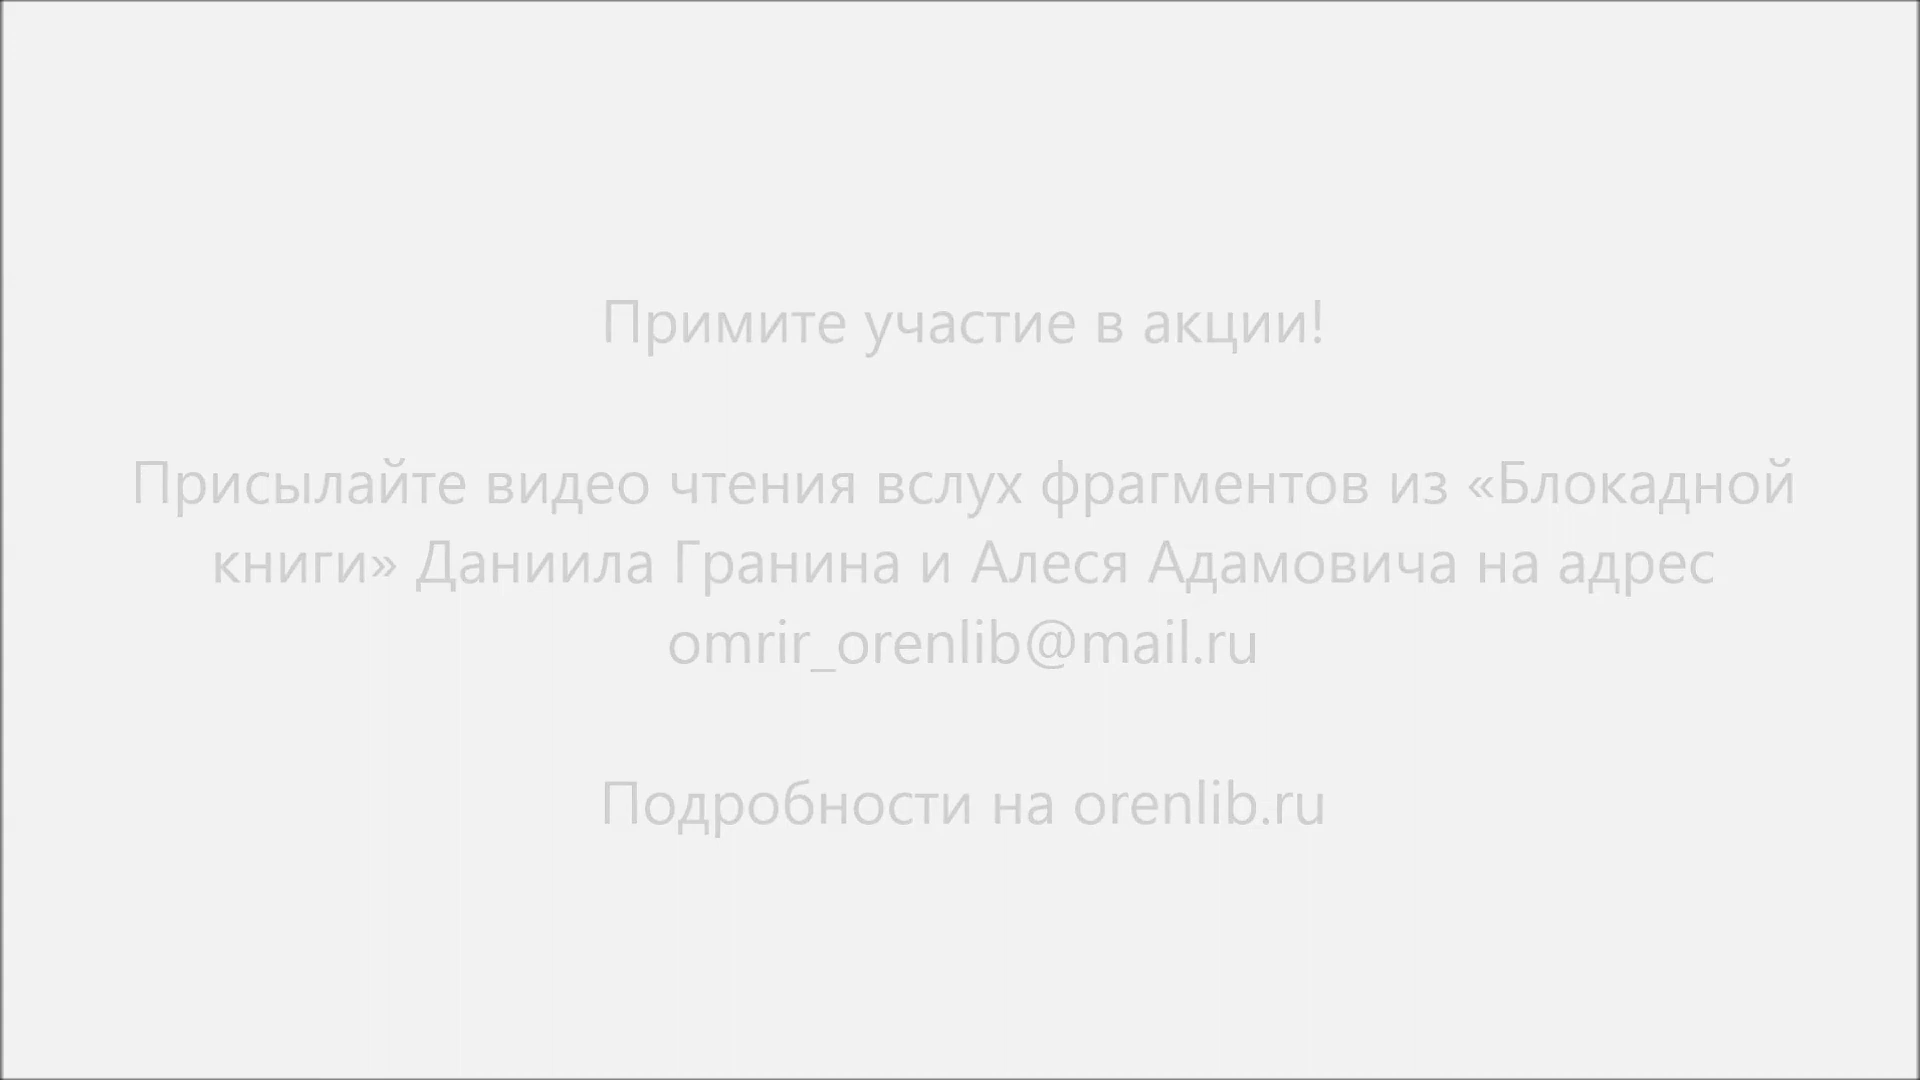 Примите участие в акции!
Присылайте видео чтения вслух фрагментов из «Блокадной
книги» Даниила Гранина и Алеся Адамовича на адрес
omrir_orenlib@mail.ru
Подробности на orenlib.ru